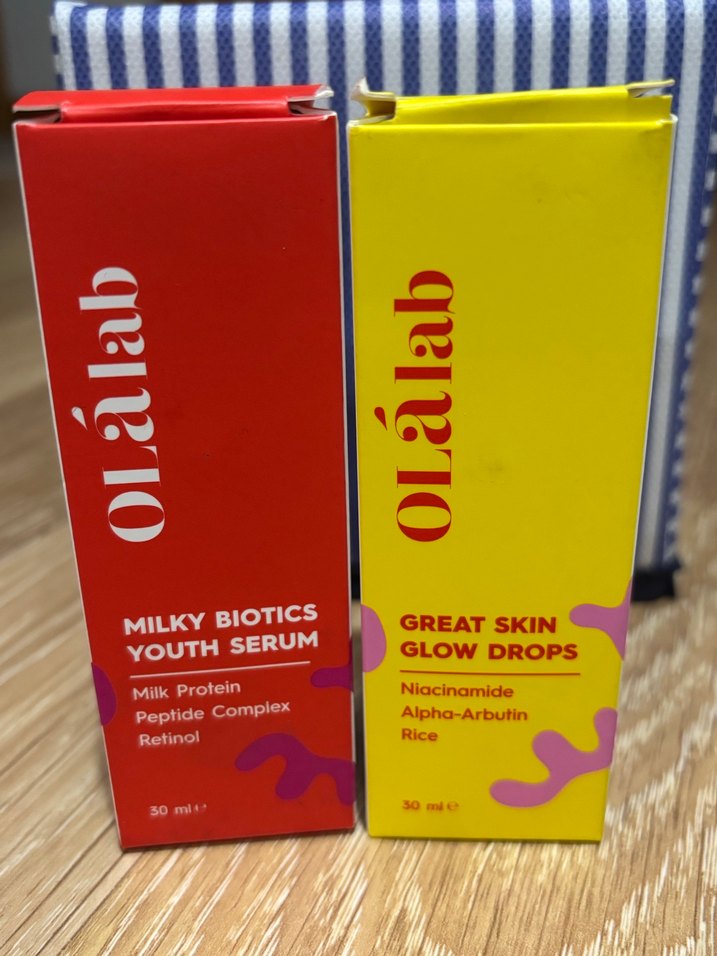 OLálab
MILKY BIOTICS
YOUTH SERUM
Milk Protein
Peptide Complex
Retinol
30 ml ℮
OLálab
GREAT SKIN
GLOW DROPS
Niacinamide
Alpha-Arbutin
Rice
30 ml ℮